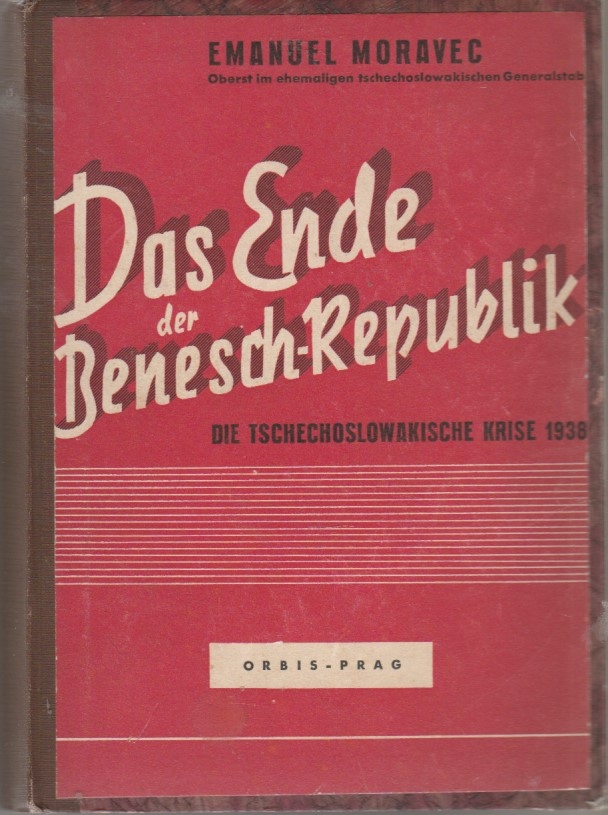 EMANUEL MORAVEC
Oberst im ehemaligen tschechoslowakischen Generalstab
Das Ende
der
Benesch-Republik
DIE TSCHECHOSLOWAKISCHE KRISE 1938
ORBIS-PRAG